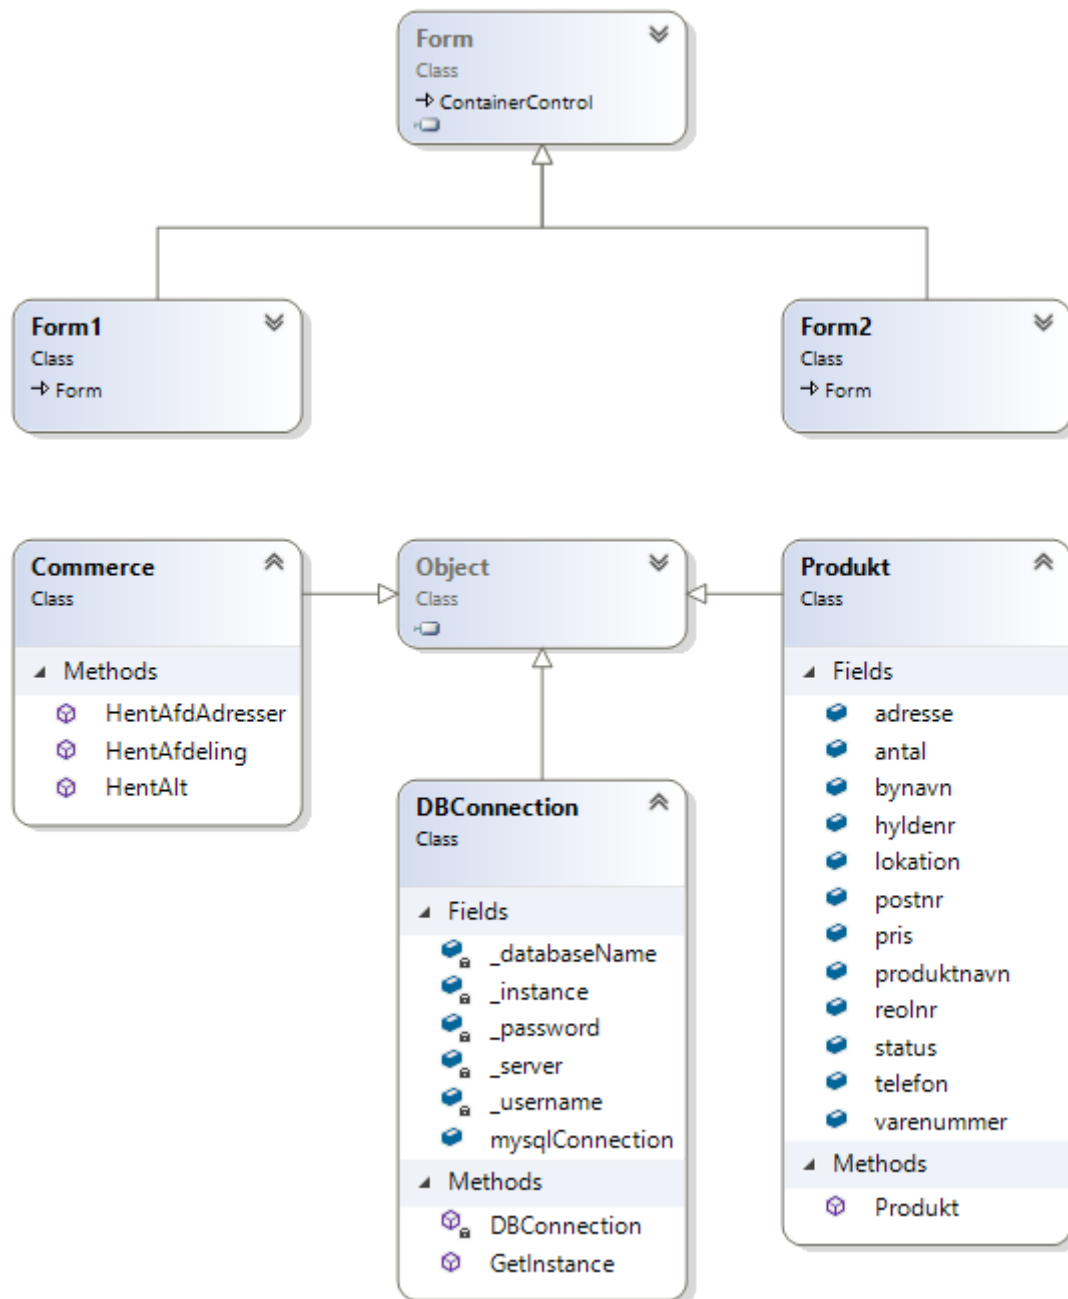 Form
Class
ContainerControl
Form1
Class
Form
Form2
Class
Form
Commerce
Class
Methods
HentAfdAdresser
HentAfdeling
HentAlt
Object
Class
DBConnection
Class
Fields
_databaseName
_instance
_password
_server
_username
mysqlConnection
Methods
DBConnection
GetInstance
Produkt
Class
Fields
adresse
antal
bynavn
hyldenr
lokation
postnr
pris
produktnavn
reolnr
status
telefon
varenummer
Methods
Produkt